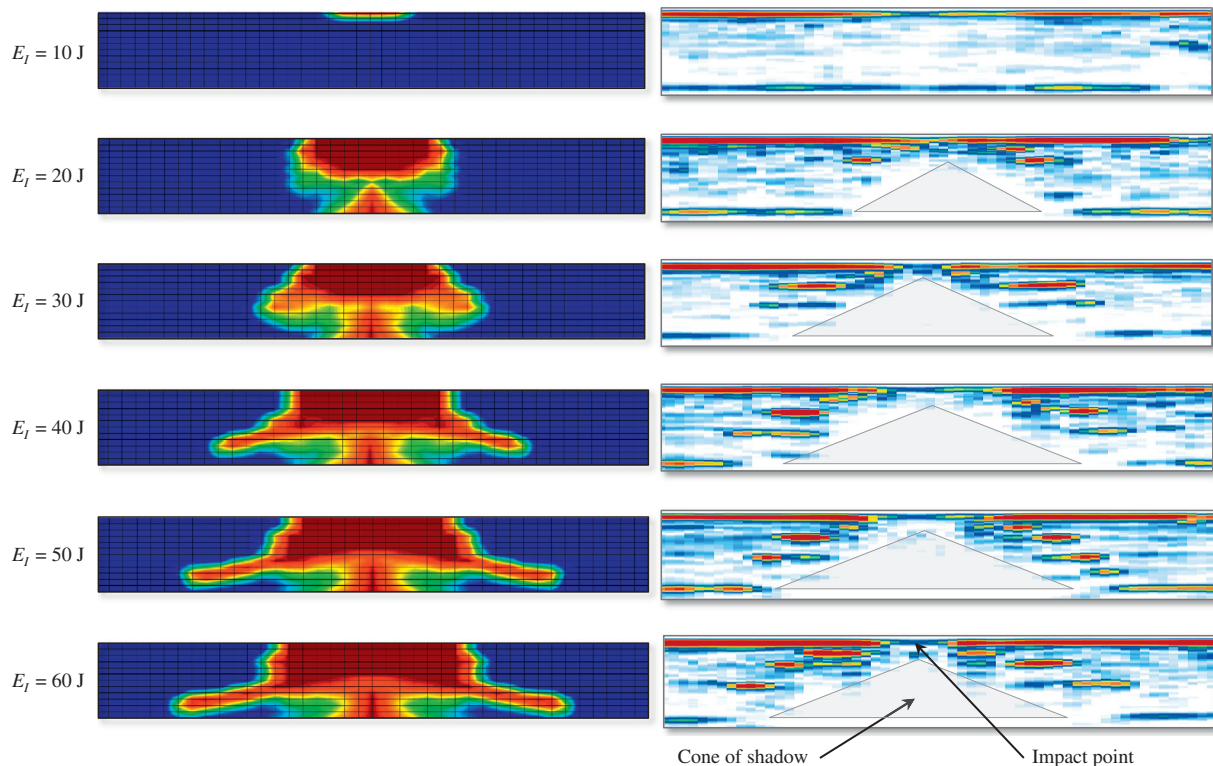 E_I = 10 J
E_I = 20 J
E_I = 30 J
E_I = 40 J
E_I = 50 J
E_I = 60 J
Cone of shadow
Impact point